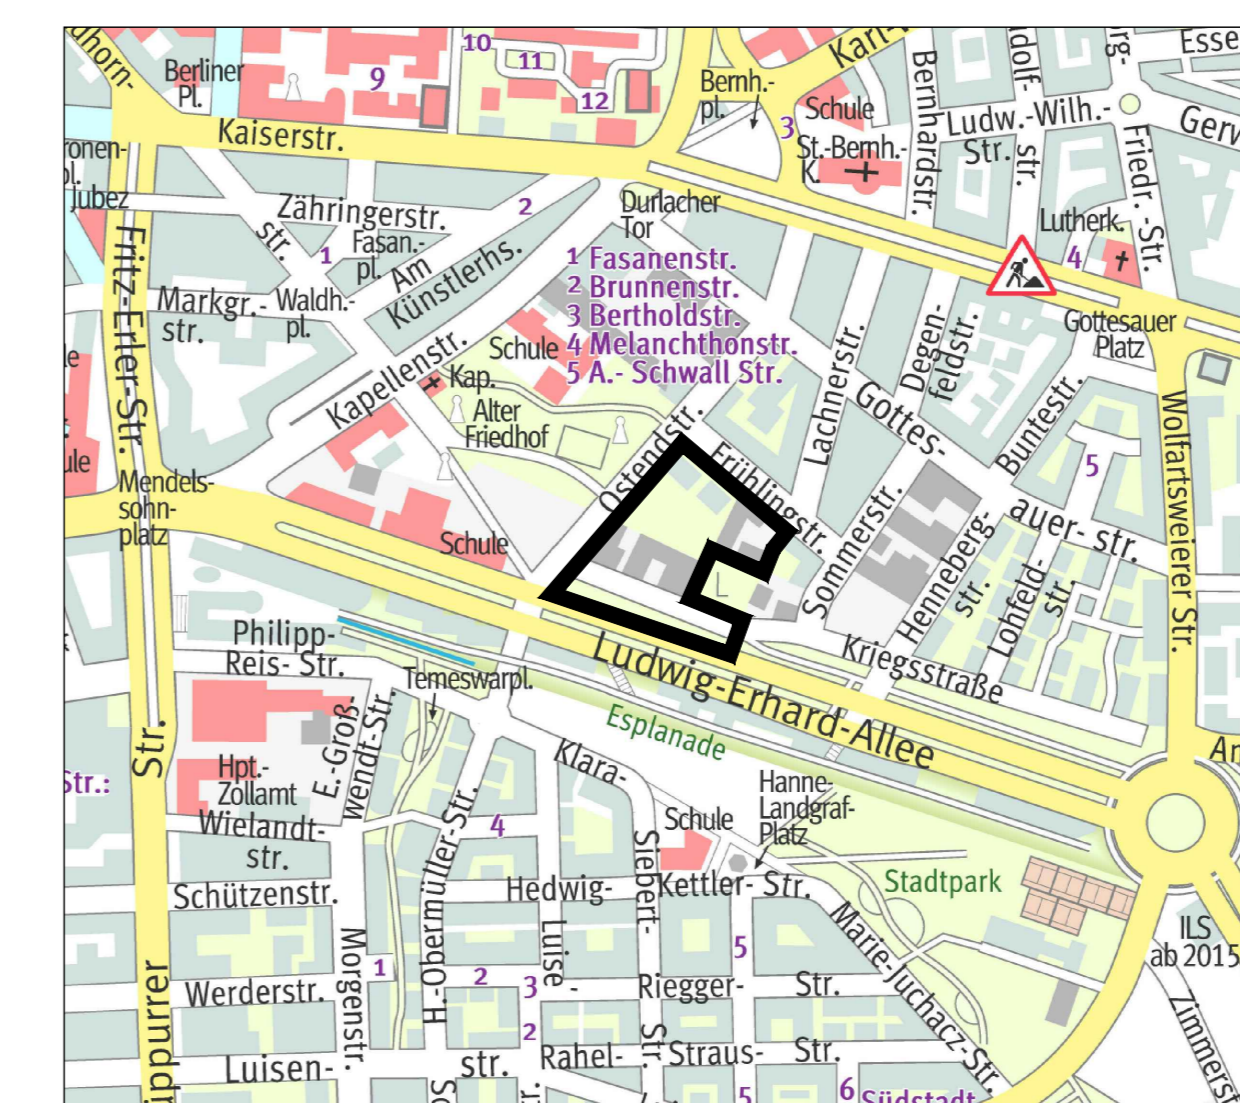 10
11
12
9
Berliner
Pl.
Kaiserstr.
Bernh.-
pl.
3
Schule
St.-Bernh.-
K.
Bernhardstr.
Ludw.-Wilh.-
Str.
str.
Friedr.-Str.
Jubez
Zähringerstr.
2
Durlacher
Tor
Lutherk.
4
str.
1
Fasan.-
pl.
Am
Künstlerhs.
1 Fasanenstr.
2 Brunnenstr.
3 Bertholdstr.
4 Melanchthonstr.
5 A.- Schwall Str.
Fritz-Erler-Str.
Markgr.-
str.
Waldh.-
pl.
Schule
Kapellenstr.
Kap.
Alter
Friedhof
Gottesauer
Platz
Degen-
feldstr.
Lachnerstr.
Gottes-
auer- str.
Buntestr.
5
Wolfartsweierer Str.
Ostendstr.
Frühlingstr.
Sommerstr.
Henneberg-
str.
Lohfeld-
str.
Mendels-
sohn-
platz
Schule
L
Kriegsstraße
Philipp-
Reis- Str.
Temeswarpl.
Ludwig-Erhard-Allee
Esplanade
E.-Groß-
wendt-Str.
Str.
Hpt.-
Zollamt
Klara-
Siebert-
Str.
Hanne-
Landgraf-
Platz
Schule
Str.:
Wielandt-
str.
4
H.-Obermüller-Str.
Schützenstr.
Hedwig-
Kettler- Str.
Stadtpark
Marie-Juchacz-Str.
ILS
ab 2015
Morgenstr.
1
2
3
Luise
-
5
Werderstr.
Riegger-
Str.
2
Luisen-
str.
Rahel-
Straus-
Str.
5
6
Südstadt
Zimmerst